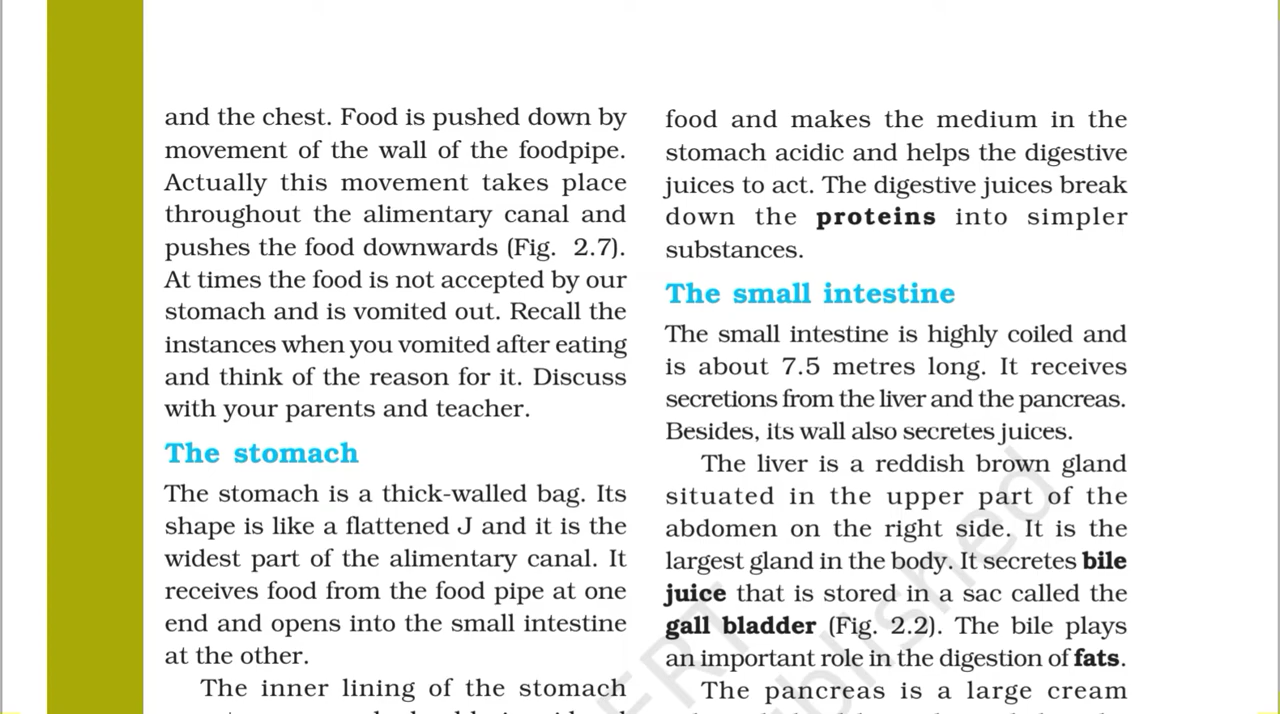 and the chest. Food is pushed down by
movement of the wall of the foodpipe.
Actually this movement takes place
throughout the alimentary canal and
pushes the food downwards (Fig. 2.7).
At times the food is not accepted by our
stomach and is vomited out. Recall the
instances when you vomited after eating
and think of the reason for it. Discuss
with your parents and teacher.
The stomach
The stomach is a thick-walled bag. Its
shape is like a flattened J and it is the
widest part of the alimentary canal. It
receives food from the food pipe at one
end and opens into the small intestine
at the other.
The inner lining of the stomach
food and makes the medium in the
stomach acidic and helps the digestive
juices to act. The digestive juices break
down the proteins into simpler
substances.
The small intestine
The small intestine is highly coiled and
is about 7.5 metres long. It receives
secretions from the liver and the pancreas.
Besides, its wall also secretes juices.
The liver is a reddish brown gland
situated in the upper part of the
abdomen on the right side. It is the
largest gland in the body. It secretes bile
juice that is stored in a sac called the
gall bladder (Fig. 2.2). The bile plays
an important role in the digestion of fats.
The pancreas is a large cream